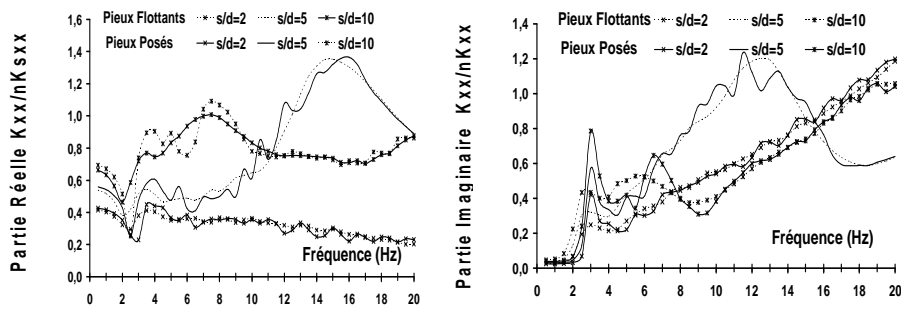 Pieux Flottants s/d=2 s/d=5 s/d=10
Pieux Posés s/d=2 s/d=5 s/d=10
Partie Réelle Kxx/nKsxx
1,6
1,4
1,2
1,0
0,8
0,6
0,4
0,2
0,0
Fréquence (Hz)
0 2 4 6 8 10 12 14 16 18 20
Pieux Flottants s/d=2 s/d=5 s/d=10
Pieux Posés s/d=2 s/d=5 s/d=10
Partie Imaginaire Kxx/nKxx
1,4
1,2
1,0
0,8
0,6
0,4
0,2
0,0
Fréquence (Hz)
0 2 4 6 8 10 12 14 16 18 20